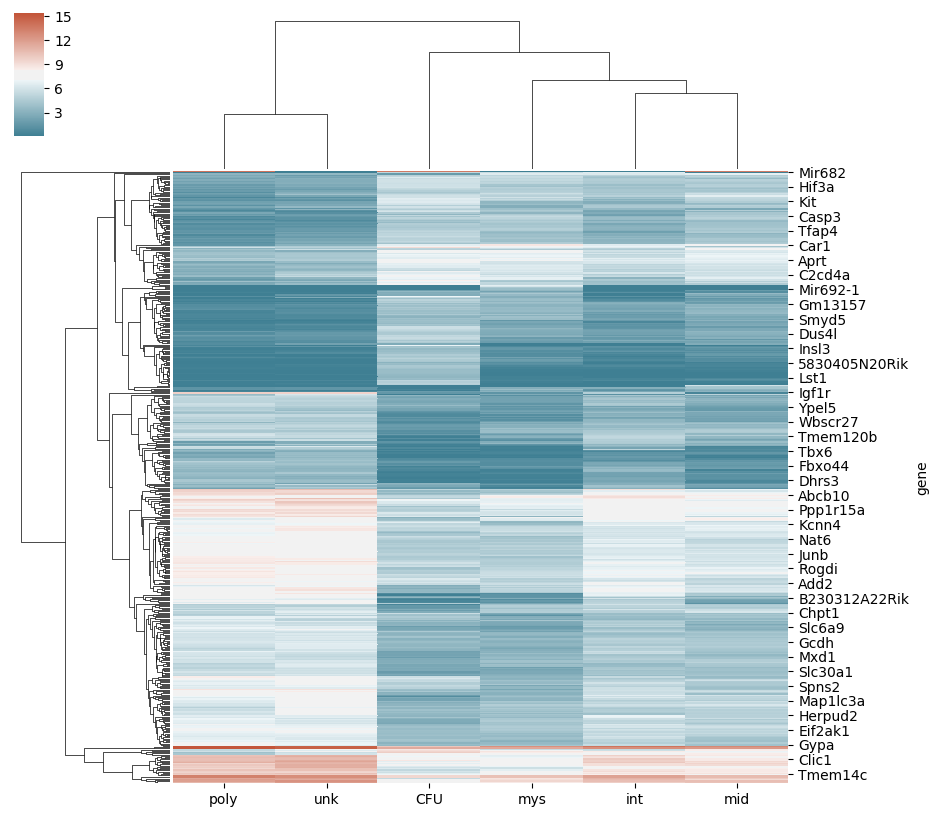 15
12
9
6
3
Mir682
Hif3a
Kit
Casp3
Tfap4
Car1
Aprt
C2cd4a
Mir692-1
Gm13157
Smyd5
Dus4l
Insl3
5830405N20Rik
Lst1
Igf1r
Ypel5
Wbscr27
Tmem120b
Tbx6
Fbxo44
Dhrs3
Abcb10
Ppp1r15a
Kcnn4
Nat6
Junb
Rogdi
Add2
B230312A22Rik
Chpt1
Slc6a9
Gcdh
Mxd1
Slc30a1
Spns2
Map1lc3a
Herpud2
Eif2ak1
Gypa
Clic1
Tmem14c
gene
poly unk CFU mys int mid